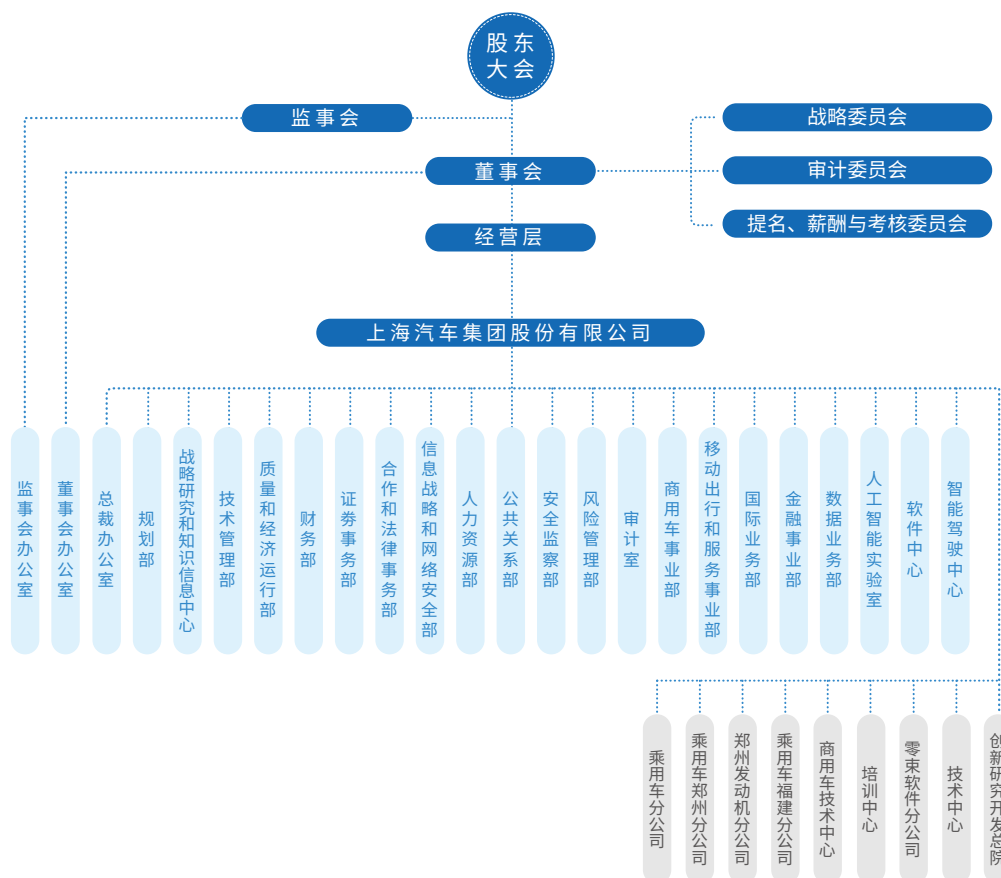 股东
大会
监事会
战略委员会
董事会
审计委员会
经营层
提名、薪酬与考核委员会
上海汽车集团股份有限公司
监事会办公室
董事会办公室
总裁办公室
规划部
战略研究和知识信息中心
技术管理部
质量和经济运行部
财务部
证券事务部
合作和法律事务部
信息战略和网络安全部
人力资源部
公共关系部
安全监察部
风险管理部
审计室
商用车事业部
移动出行和服务事业部
国际业务部
金融事业部
数据业务部
人工智能实验室
软件中心
智能驾驶中心
乘用车分公司
乘用车郑州分公司
郑州发动机分公司
乘用车福建分公司
商用车技术中心
培训中心
零束软件分公司
技术中心
创新研究开发总院